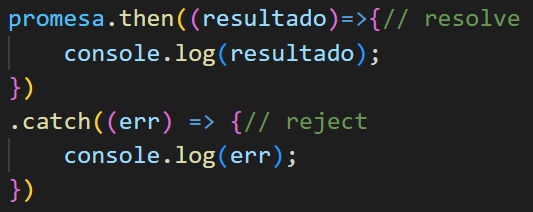 promesa.then((resultado)=>{// resolve
    console.log(resultado);
})
.catch((err) => {// reject
    console.log(err);
})